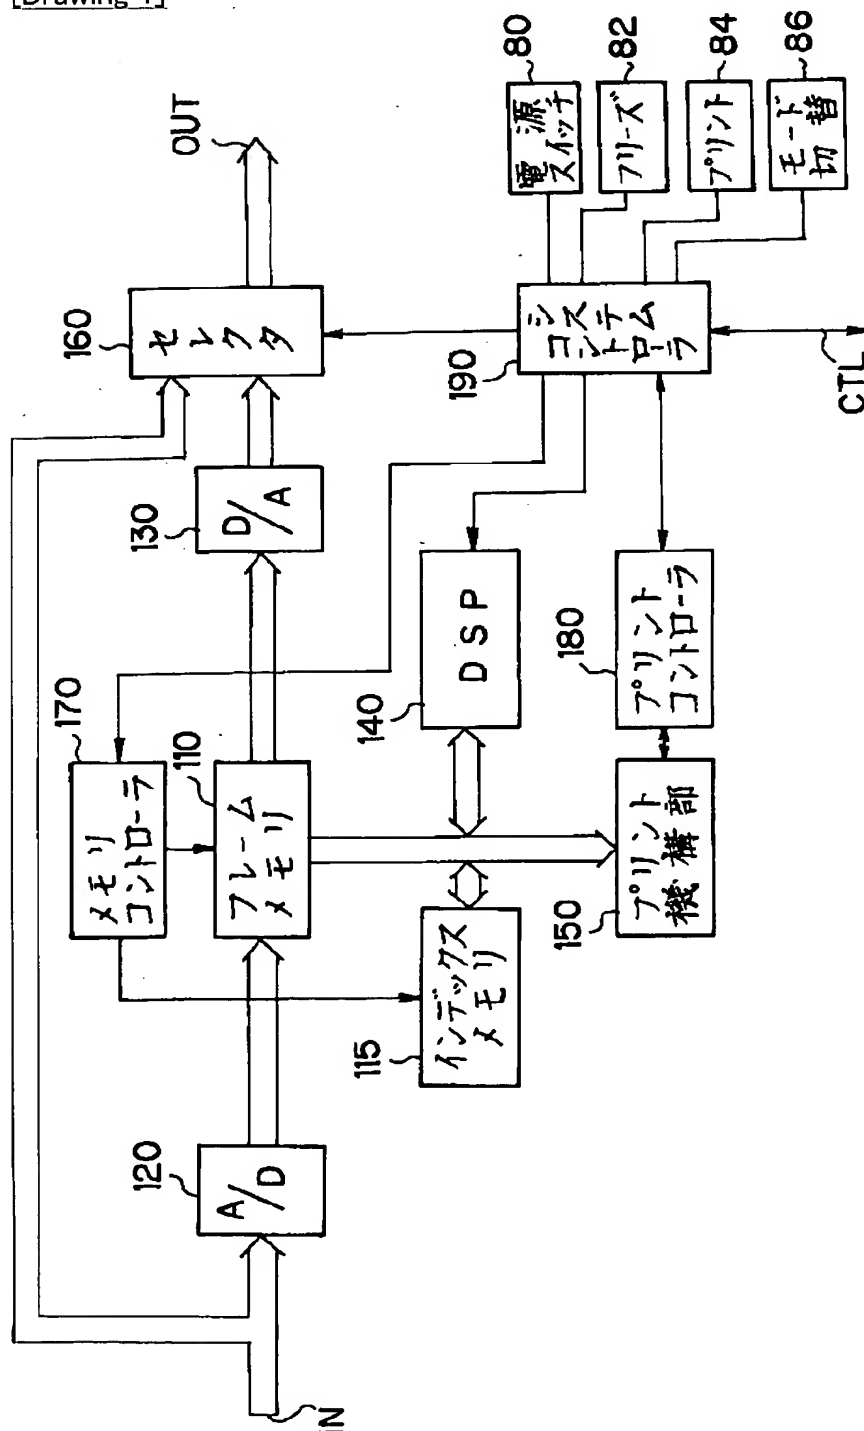 [Drawing 4]
IN
120
A/D
170
メモリ
コントローラ
110
フレーム
メモリ
130
D/A
160
セレクタ
OUT
115
インデックス
メモリ
140
DSP
150
プリント
機構部
180
プリント
コントローラ
190
システム
コントローラ
CTL
電源
スイッチ
80
フリーズ
82
プリント
84
モード
切替
86